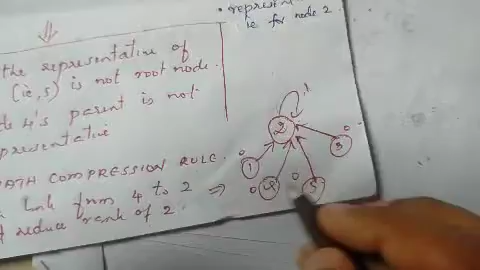 • represent
ie for node 2
the representative of
(ie, 5) is not root node.
4's parent is not
representative
PATH COMPRESSION RULE.
link from 4 to 2 ⇒
reduce rank of 2.
2 1
0 3
0 1
0 4
0 5